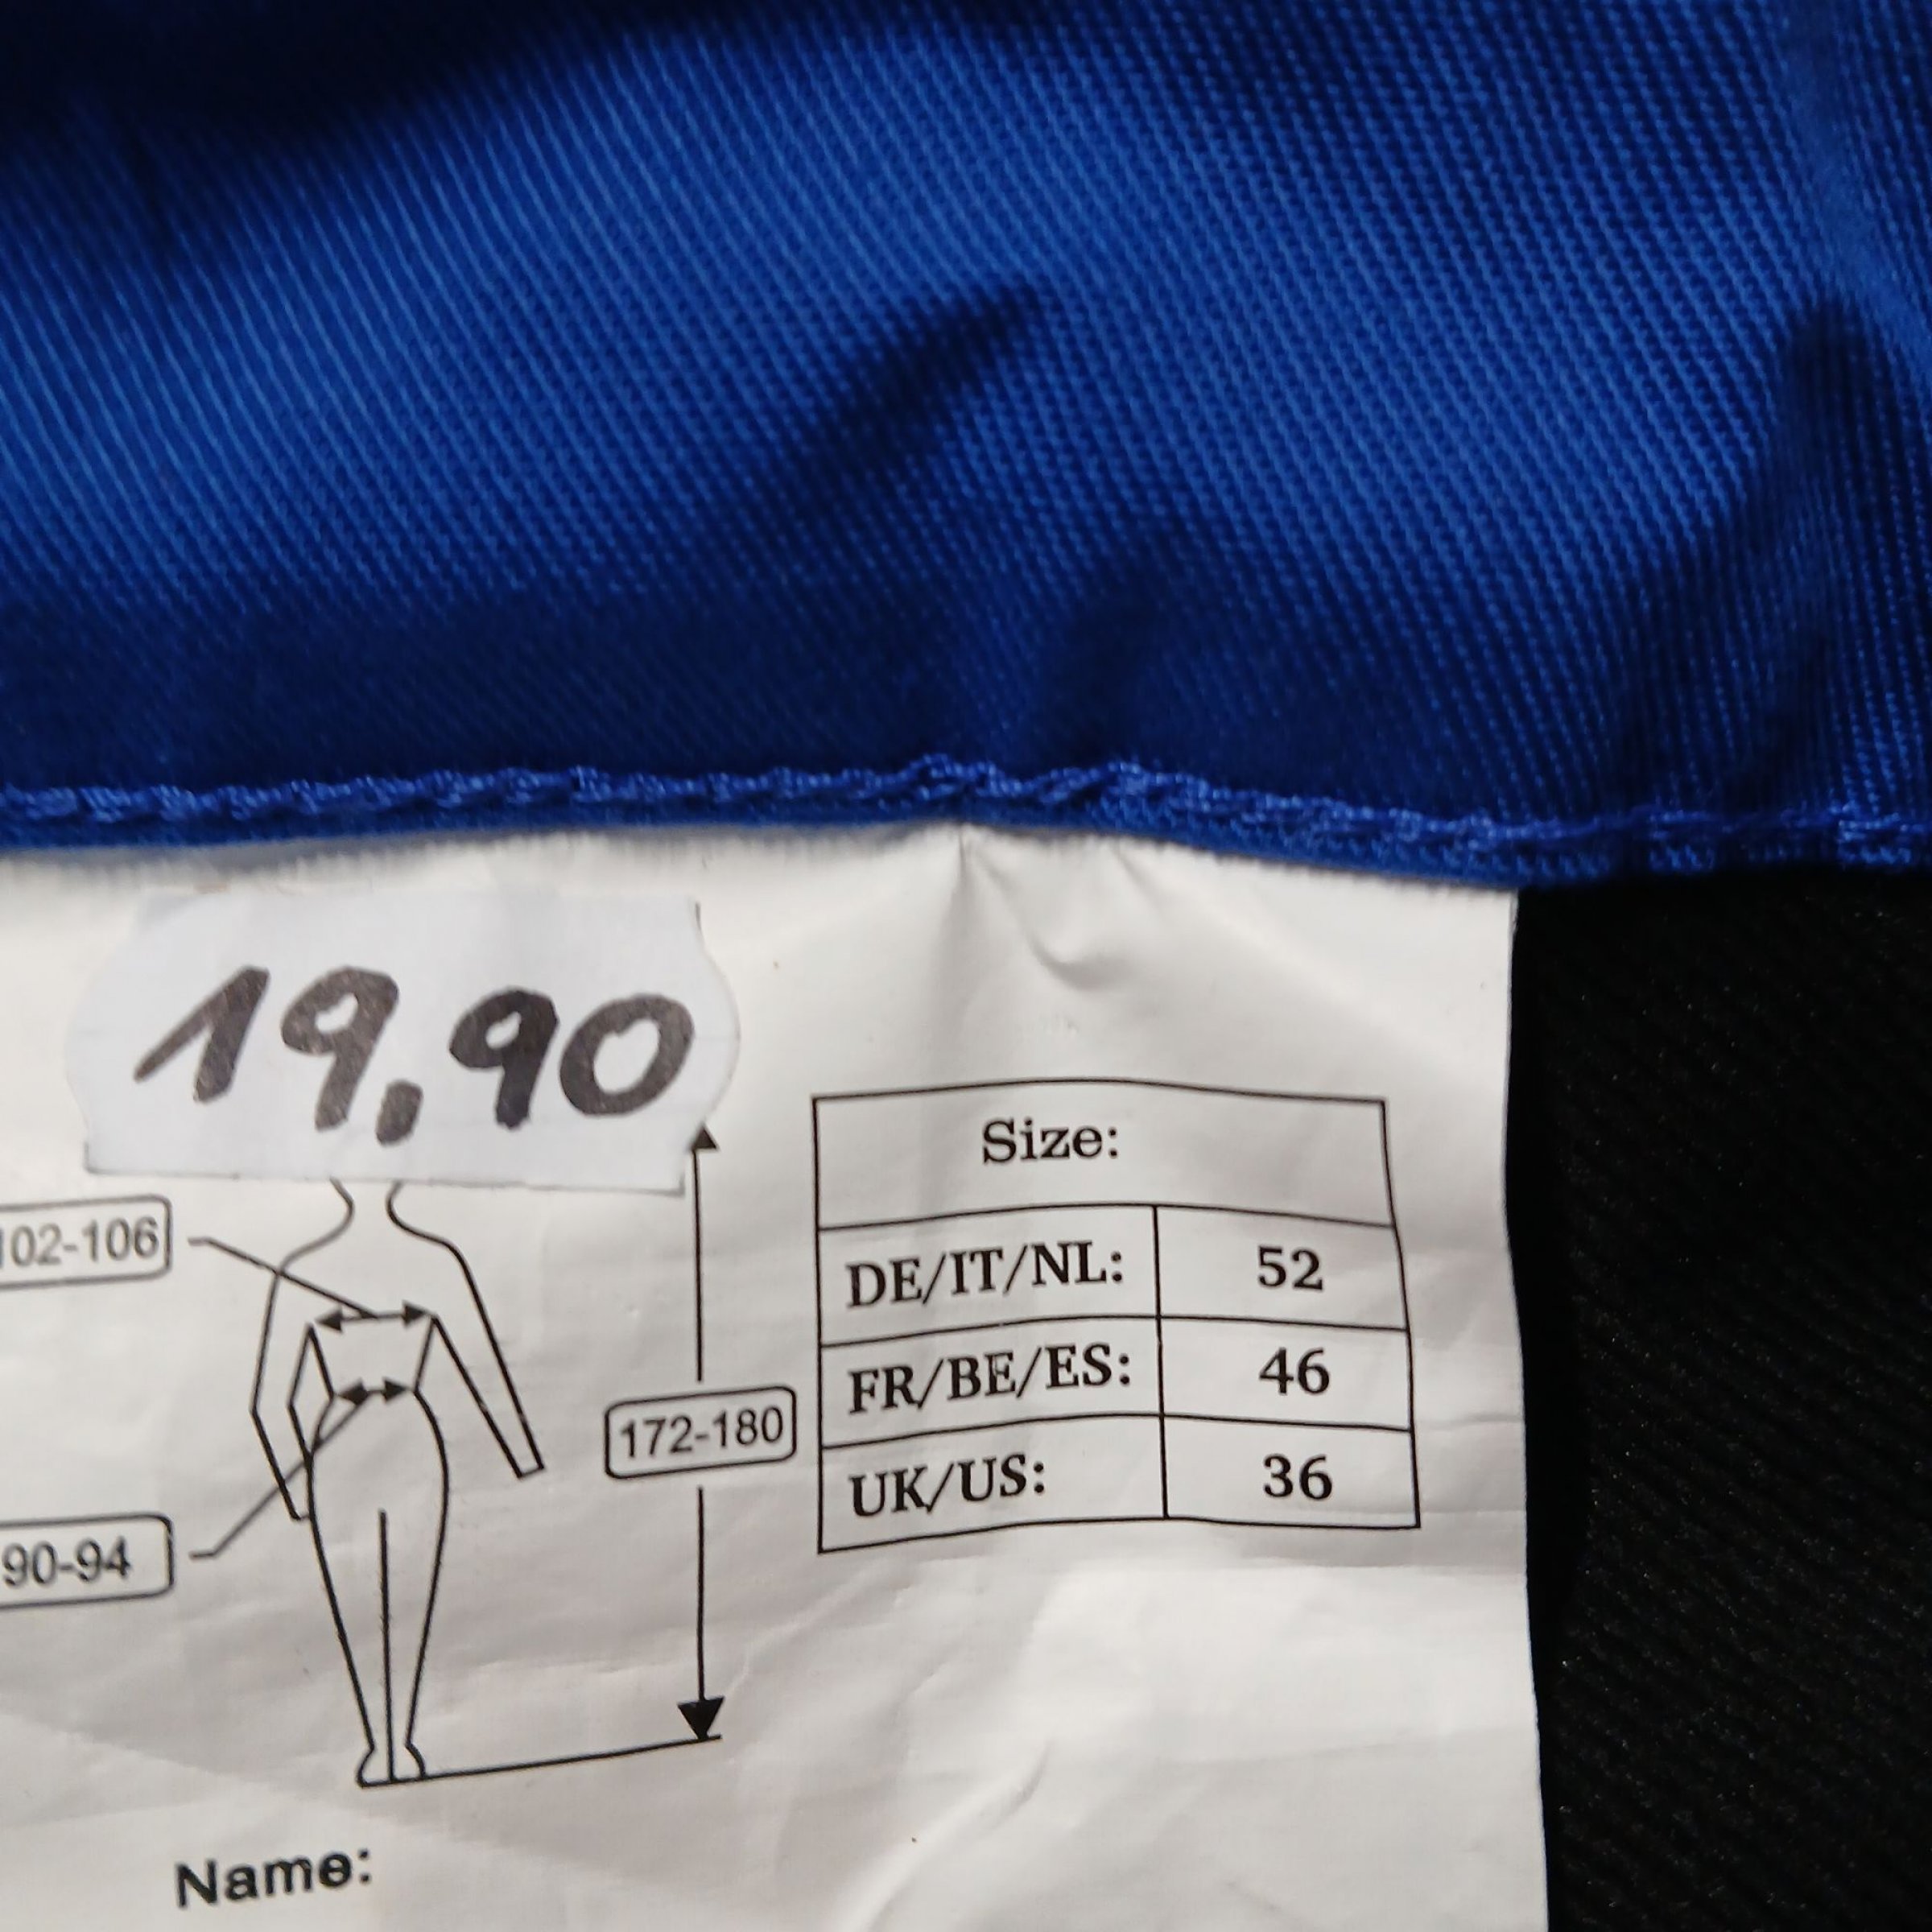 19,90
Size:
102-106
DE/IT/NL: 52
FR/BE/ES: 46
172-180
UK/US: 36
90-94
Name: